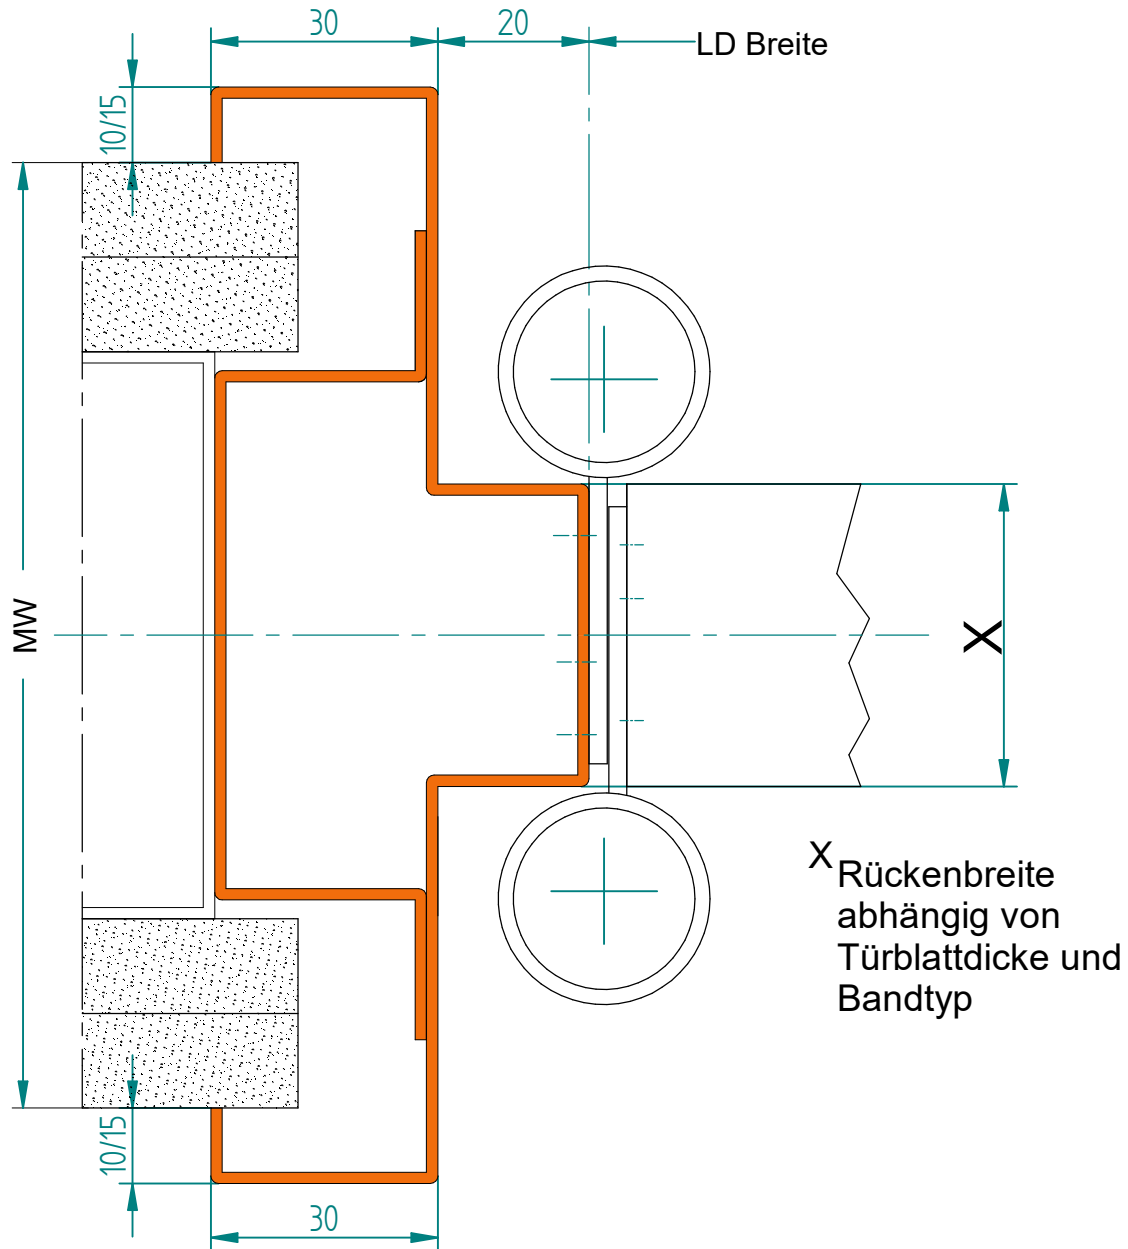 30
20
LD Breite
10/15
MW
X
X
Rückenbreite
abhängig von
Türblattdicke und
Bandtyp
10/15
30